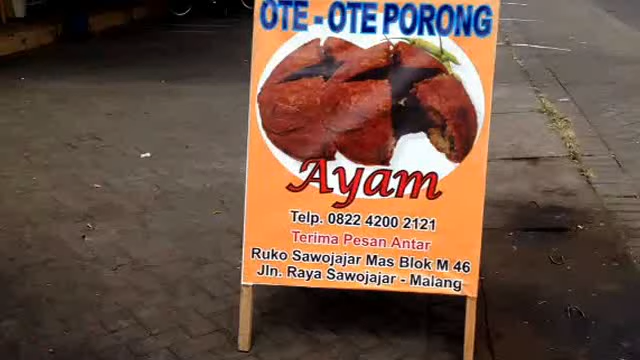 OTE - OTE PORONG
Ayam
Telp. 0822 4200 2121
Terima Pesan Antar
Ruko Sawojajar Mas Blok M 46
Jln. Raya Sawojajar - Malang